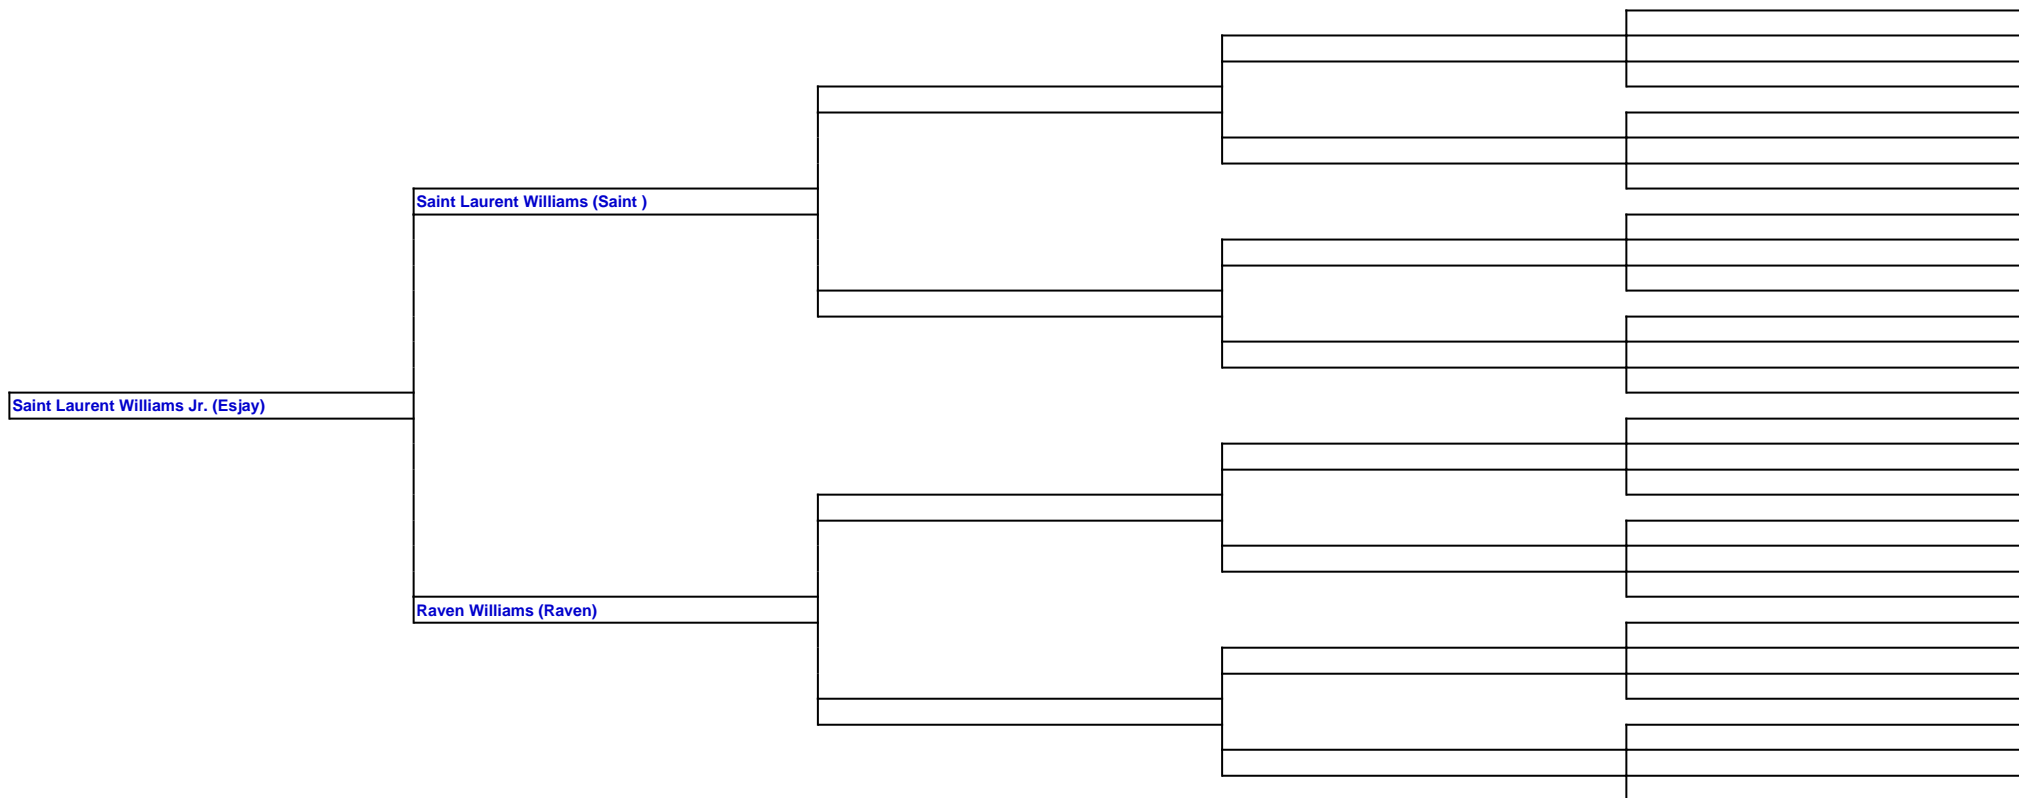 Saint Laurent Williams (Saint )
Saint Laurent Williams Jr. (Esjay)
Raven Williams (Raven)